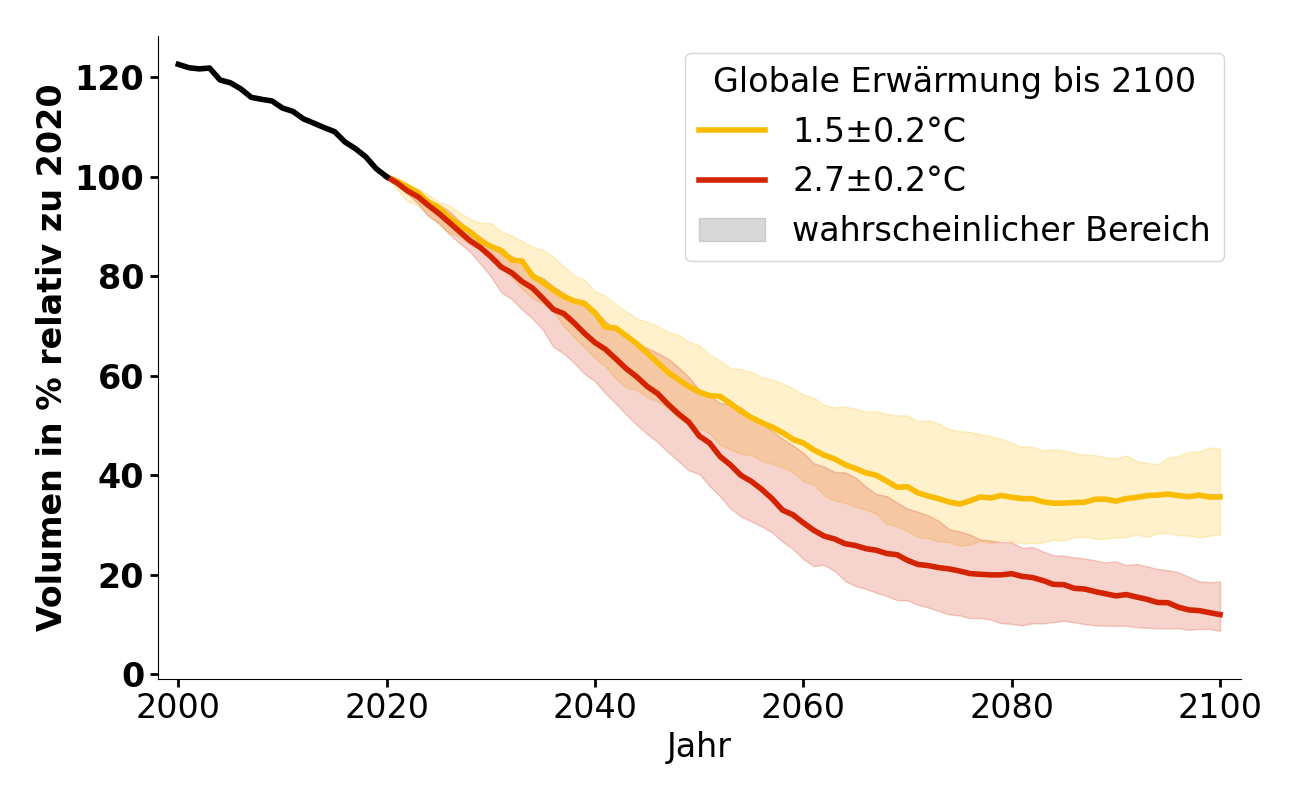 Volumen in % relativ zu 2020
120
100
80
60
40
20
0
Globale Erwärmung bis 2100
1.5±0.2°C
2.7±0.2°C
wahrscheinlicher Bereich
2000 2020 2040 2060 2080 2100
Jahr